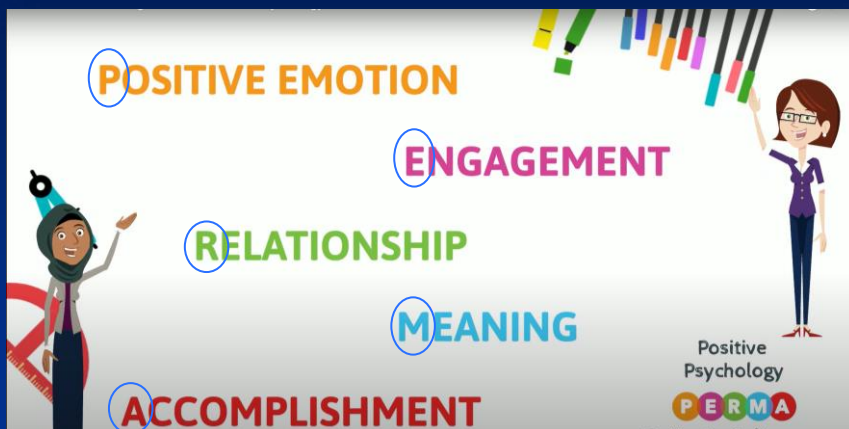 POSITIVE EMOTION
ENGAGEMENT
RELATIONSHIP
MEANING
ACCOMPLISHMENT
Positive
Psychology
PERMA